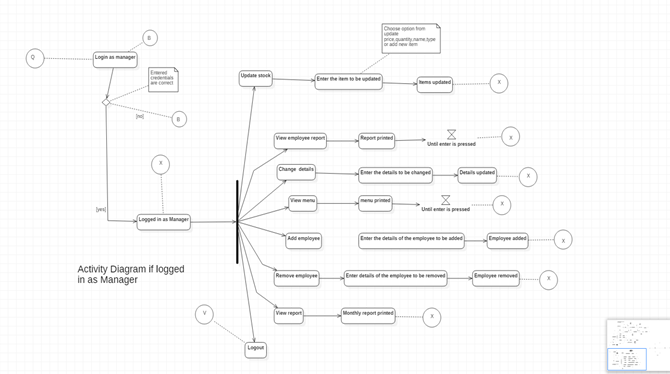 Choose option from
update
price,quantity,name,type
or add new item
B
Q
Login as manager
Entered
credentials
are correct
Update stock
Enter the item to be updated
Items updated
X
[no]
B
View employee report
Report printed
Until enter is pressed
X
X
Change details
Enter the details to be changed
Details updated
X
View menu
menu printed
Until enter is pressed
X
[yes]
Logged in as Manager
Add employee
Enter the details of the employee to be added
Employee added
X
Activity Diagram if logged
in as Manager
Remove employee
Enter details of the employee to be removed
Employee removed
X
V
View report
Monthly report printed
X
Logout